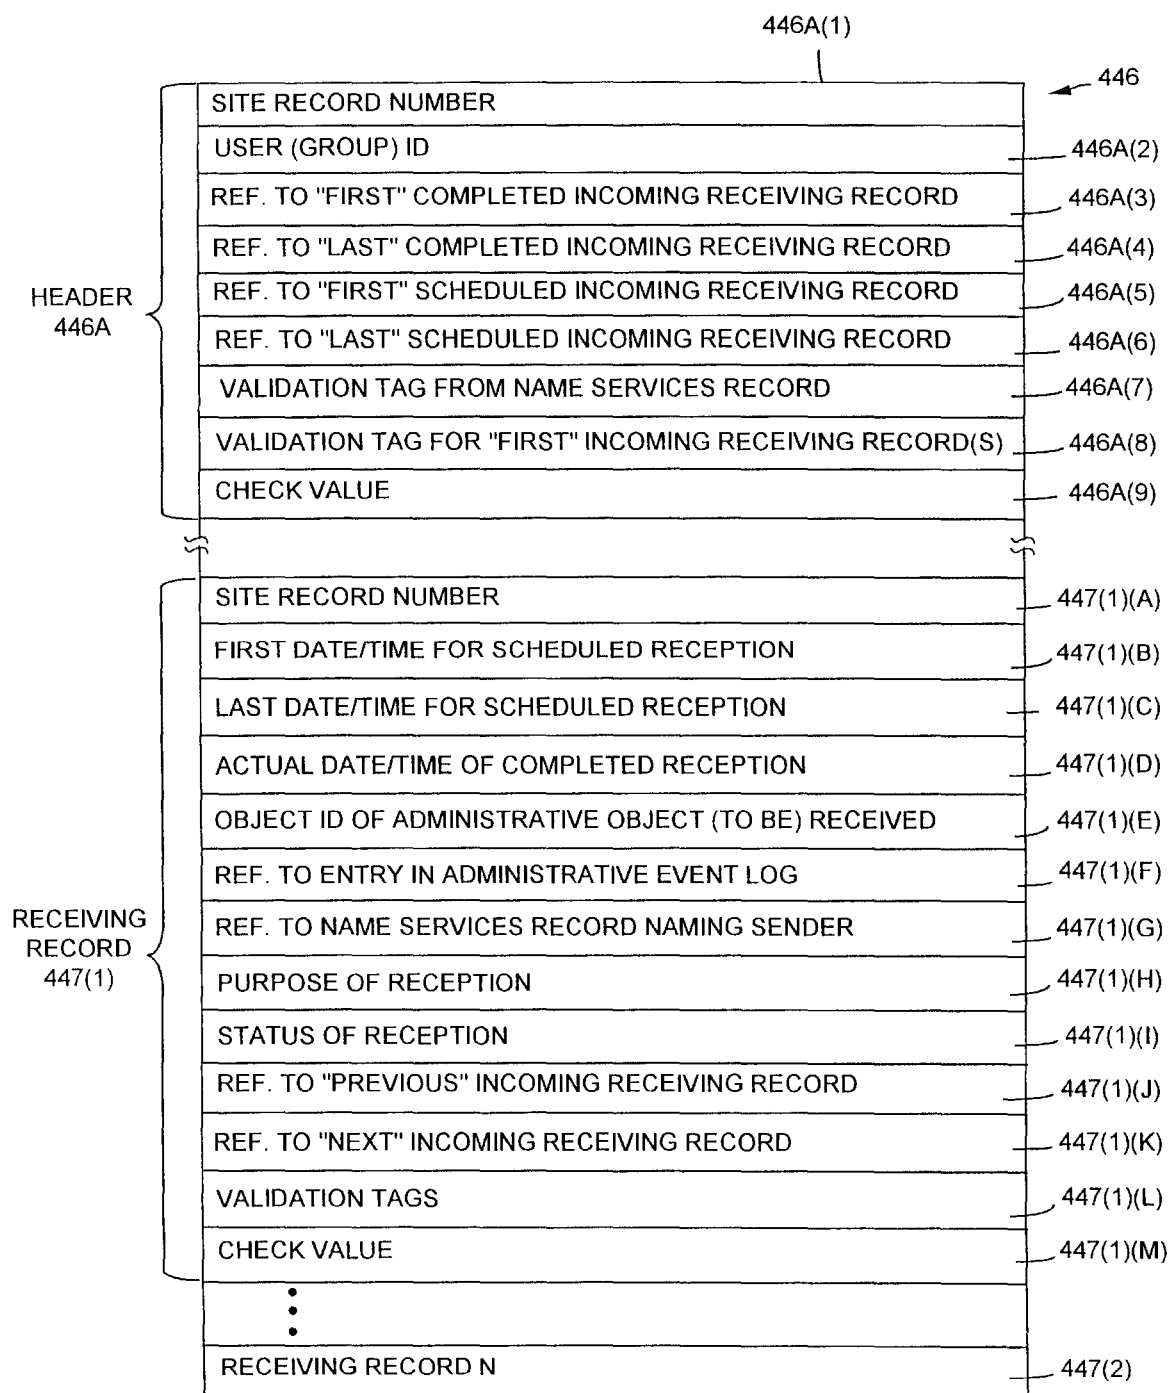 446A(1)
446
SITE RECORD NUMBER
USER (GROUP) ID 446A(2)
REF. TO "FIRST" COMPLETED INCOMING RECEIVING RECORD 446A(3)
REF. TO "LAST" COMPLETED INCOMING RECEIVING RECORD 446A(4)
REF. TO "FIRST" SCHEDULED INCOMING RECEIVING RECORD 446A(5)
HEADER
446A
REF. TO "LAST" SCHEDULED INCOMING RECEIVING RECORD 446A(6)
VALIDATION TAG FROM NAME SERVICES RECORD 446A(7)
VALIDATION TAG FOR "FIRST" INCOMING RECEIVING RECORD(S) 446A(8)
CHECK VALUE 446A(9)
SITE RECORD NUMBER 447(1)(A)
FIRST DATE/TIME FOR SCHEDULED RECEPTION 447(1)(B)
LAST DATE/TIME FOR SCHEDULED RECEPTION 447(1)(C)
ACTUAL DATE/TIME OF COMPLETED RECEPTION 447(1)(D)
OBJECT ID OF ADMINISTRATIVE OBJECT (TO BE) RECEIVED 447(1)(E)
REF. TO ENTRY IN ADMINISTRATIVE EVENT LOG 447(1)(F)
REF. TO NAME SERVICES RECORD NAMING SENDER 447(1)(G)
RECEIVING
RECORD
447(1)
PURPOSE OF RECEPTION 447(1)(H)
STATUS OF RECEPTION 447(1)(I)
REF. TO "PREVIOUS" INCOMING RECEIVING RECORD 447(1)(J)
REF. TO "NEXT" INCOMING RECEIVING RECORD 447(1)(K)
VALIDATION TAGS 447(1)(L)
CHECK VALUE 447(1)(M)
RECEIVING RECORD N 447(2)